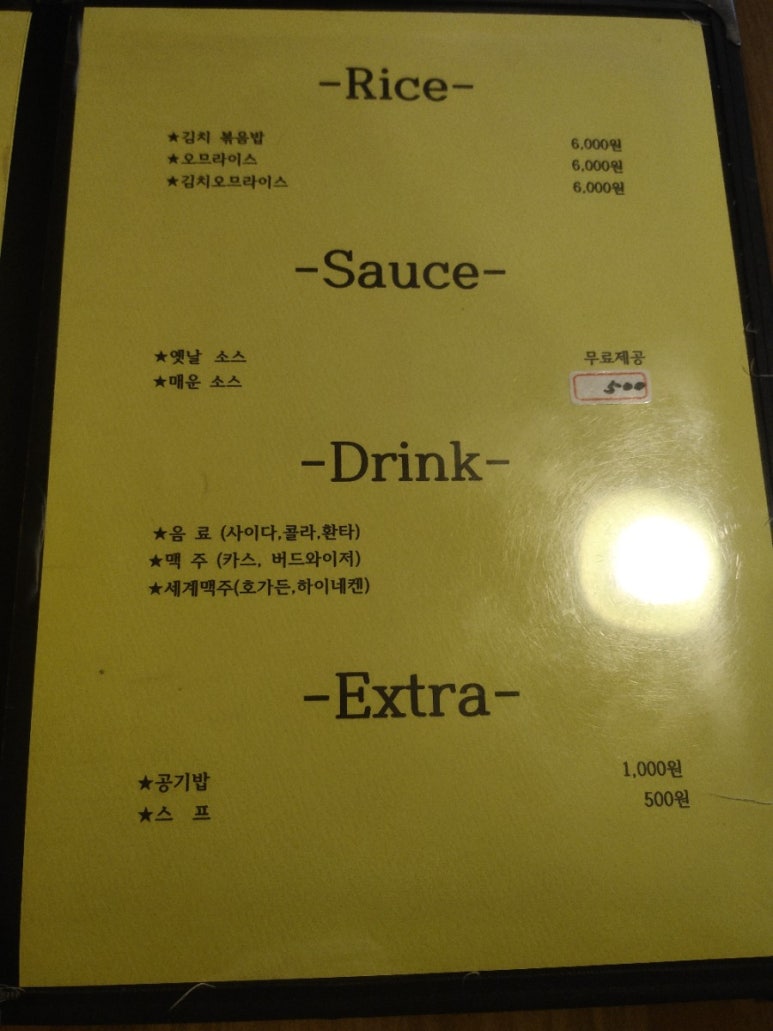 -Rice-
★김치 볶음밥 6,000원
★오므라이스 6,000원
★김치오므라이스 6,000원
-Sauce-
★옛날 소스 무료제공
★매운 소스 500
-Drink-
★음 료 (사이다,콜라,환타)
★맥 주 (카스, 버드와이저)
★세계맥주(호가든,하이네켄)
-Extra-
★공기밥 1,000원
★스 프 500원